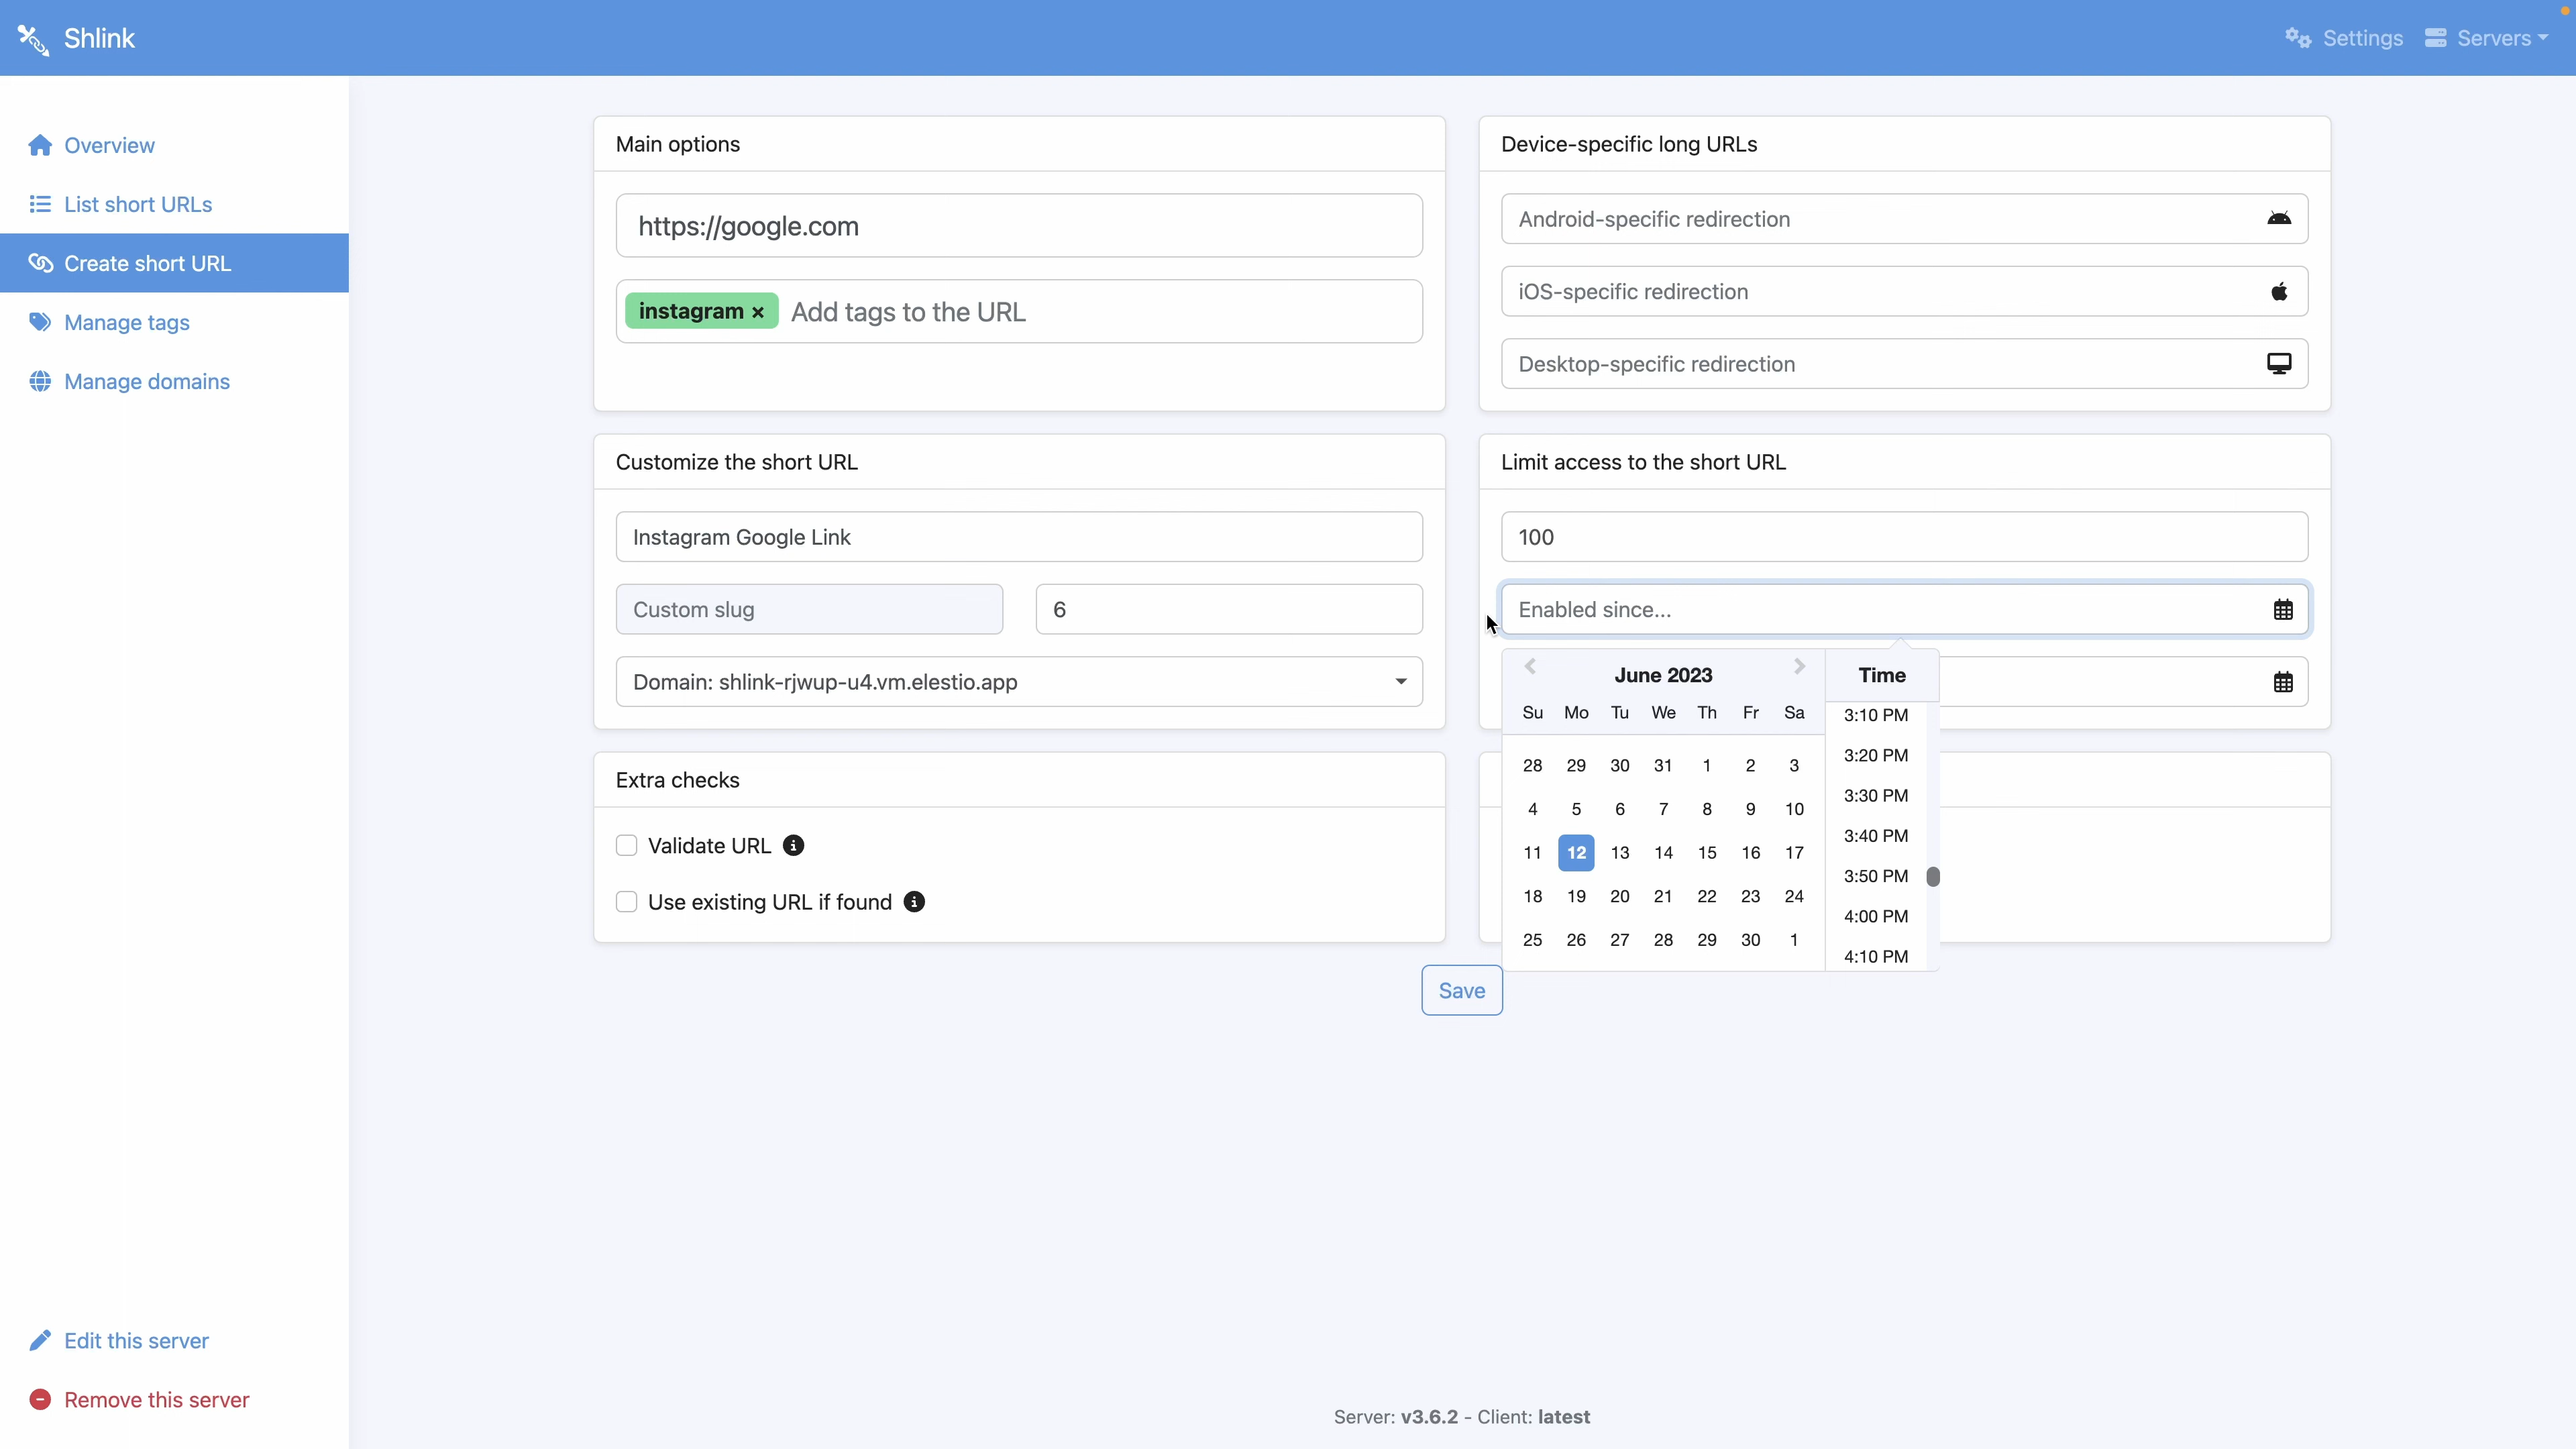 Shlink
Settings
Servers
Overview
List short URLs
Create short URL
Manage tags
Manage domains
Edit this server
Remove this server
Main options
https://google.com
instagram × Add tags to the URL
Device-specific long URLs
Android-specific redirection
iOS-specific redirection
Desktop-specific redirection
Customize the short URL
Instagram Google Link
Custom slug
6
Domain: shlink-rjwup-u4.vm.elestio.app
Limit access to the short URL
100
Enabled since...
June 2023
Su Mo Tu We Th Fr Sa
28 29 30 31 1 2 3
4 5 6 7 8 9 10
11 12 13 14 15 16 17
18 19 20 21 22 23 24
25 26 27 28 29 30 1
Time
3:10 PM
3:20 PM
3:30 PM
3:40 PM
3:50 PM
4:00 PM
4:10 PM
Extra checks
Validate URL
Use existing URL if found
Save
Server: v3.6.2 - Client: latest